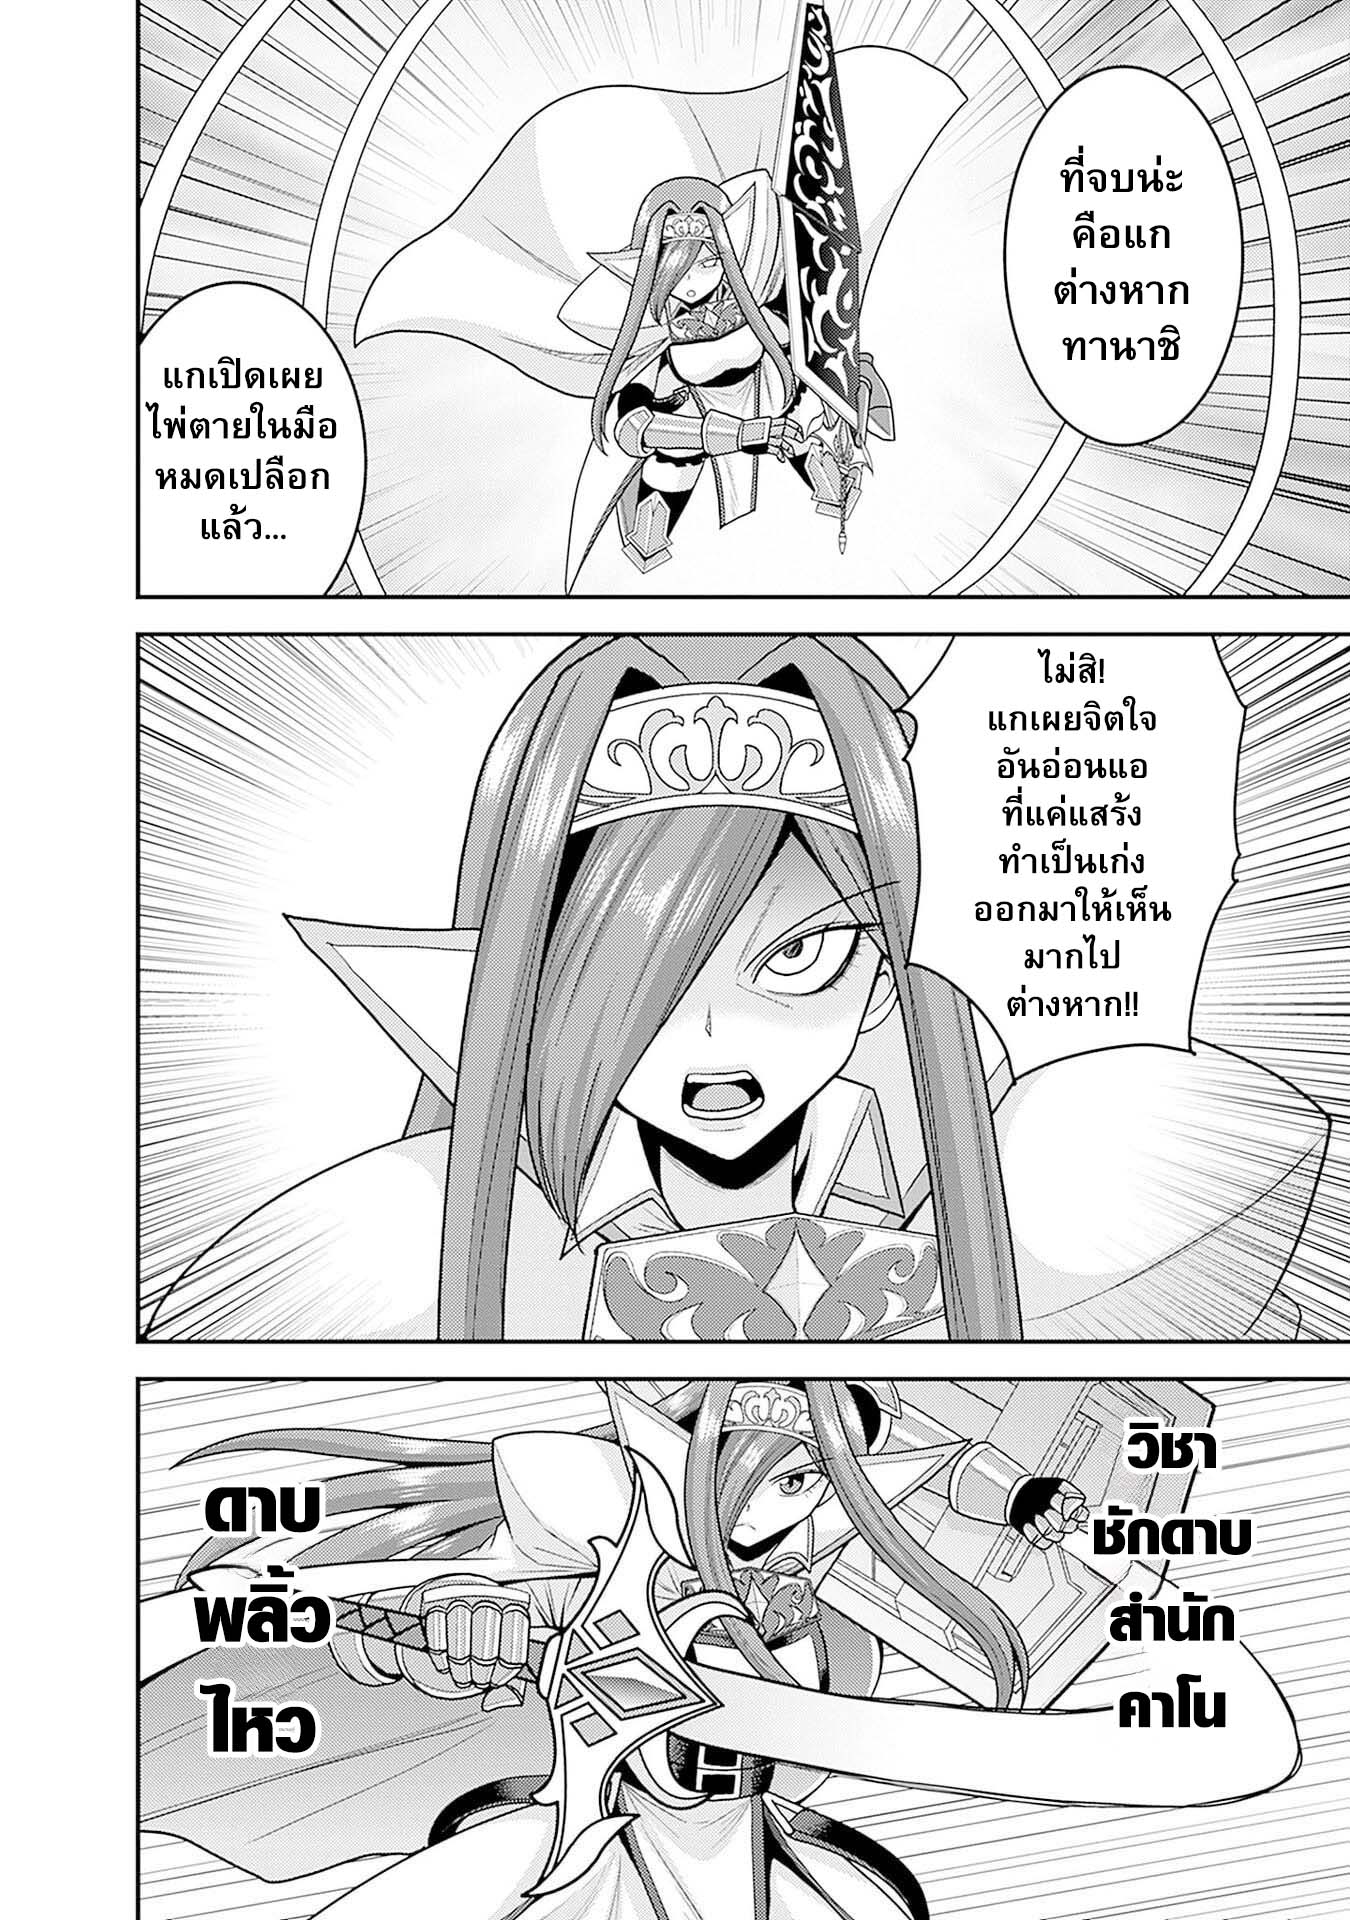 ที่จบน่ะ
คือแก
ต่างหาก
ทานาชิ
แกเปิดเผย
ไพ่ตายในมือ
หมดเปลือก
แล้ว...
ไม่สิ!
แกเผยจิตใจ
อันอ่อนแอ
ที่แค่แสร้ง
ทำเป็นเก่ง
ออกมาให้เห็น
มากไป
ต่างหาก!!
วิชา
ชักดาบ
สำนัก
คาโน
ดาบ
พลิ้ว
ไหว